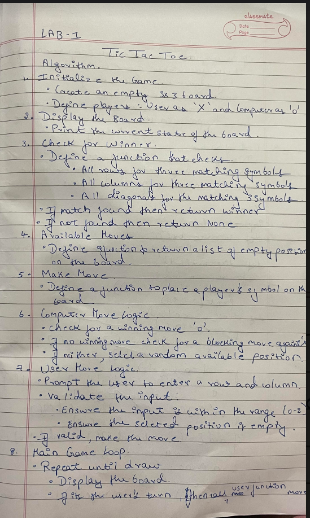 classmate
Date
Page
LAB-1
Tic Tac Toe
Algorithm.
1. Initialize the Game
• Create an empty 3x3 board
• Define players: User as 'X' and Computer as 'O'
2. Display the Board
• Print the current state of the board.
3. Check for Winner.
• Define a function that checks
• All rows for three matching symbols
• All columns for three matching symbols
• All diagonals for the matching 3 symbols
• If match found then return winner
• If not found then return None
4. Available Moves
• Define a function to return a list of empty position
on the board
5. Make Move
• Define a function to place a player's symbol on the
board.
6. Computer Move Logic
• check for a winning move 'O'.
• If no winning move check for a blocking move against
• If neither, select a random available position
7. User Move Logic.
• Prompt the user to enter a row and column.
• Validate the input.
• Ensure the input is within the range (0-2)
• Ensure the selected position is empty.
• If valid, make the move
8. Main Game Loop.
• Repeat until draw
• Display the board
• If its the user's turn, then call user function move